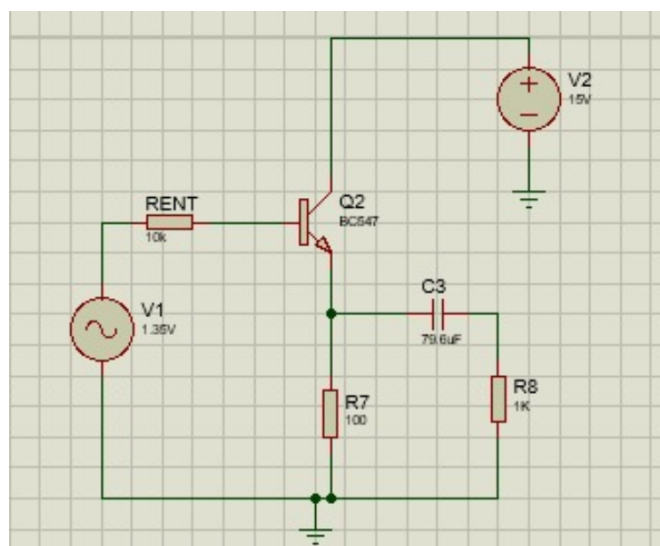 V2
15V
RENT
10k
Q2
BC547
V1
1.35V
C3
79.6uF
R7
100
R8
1K